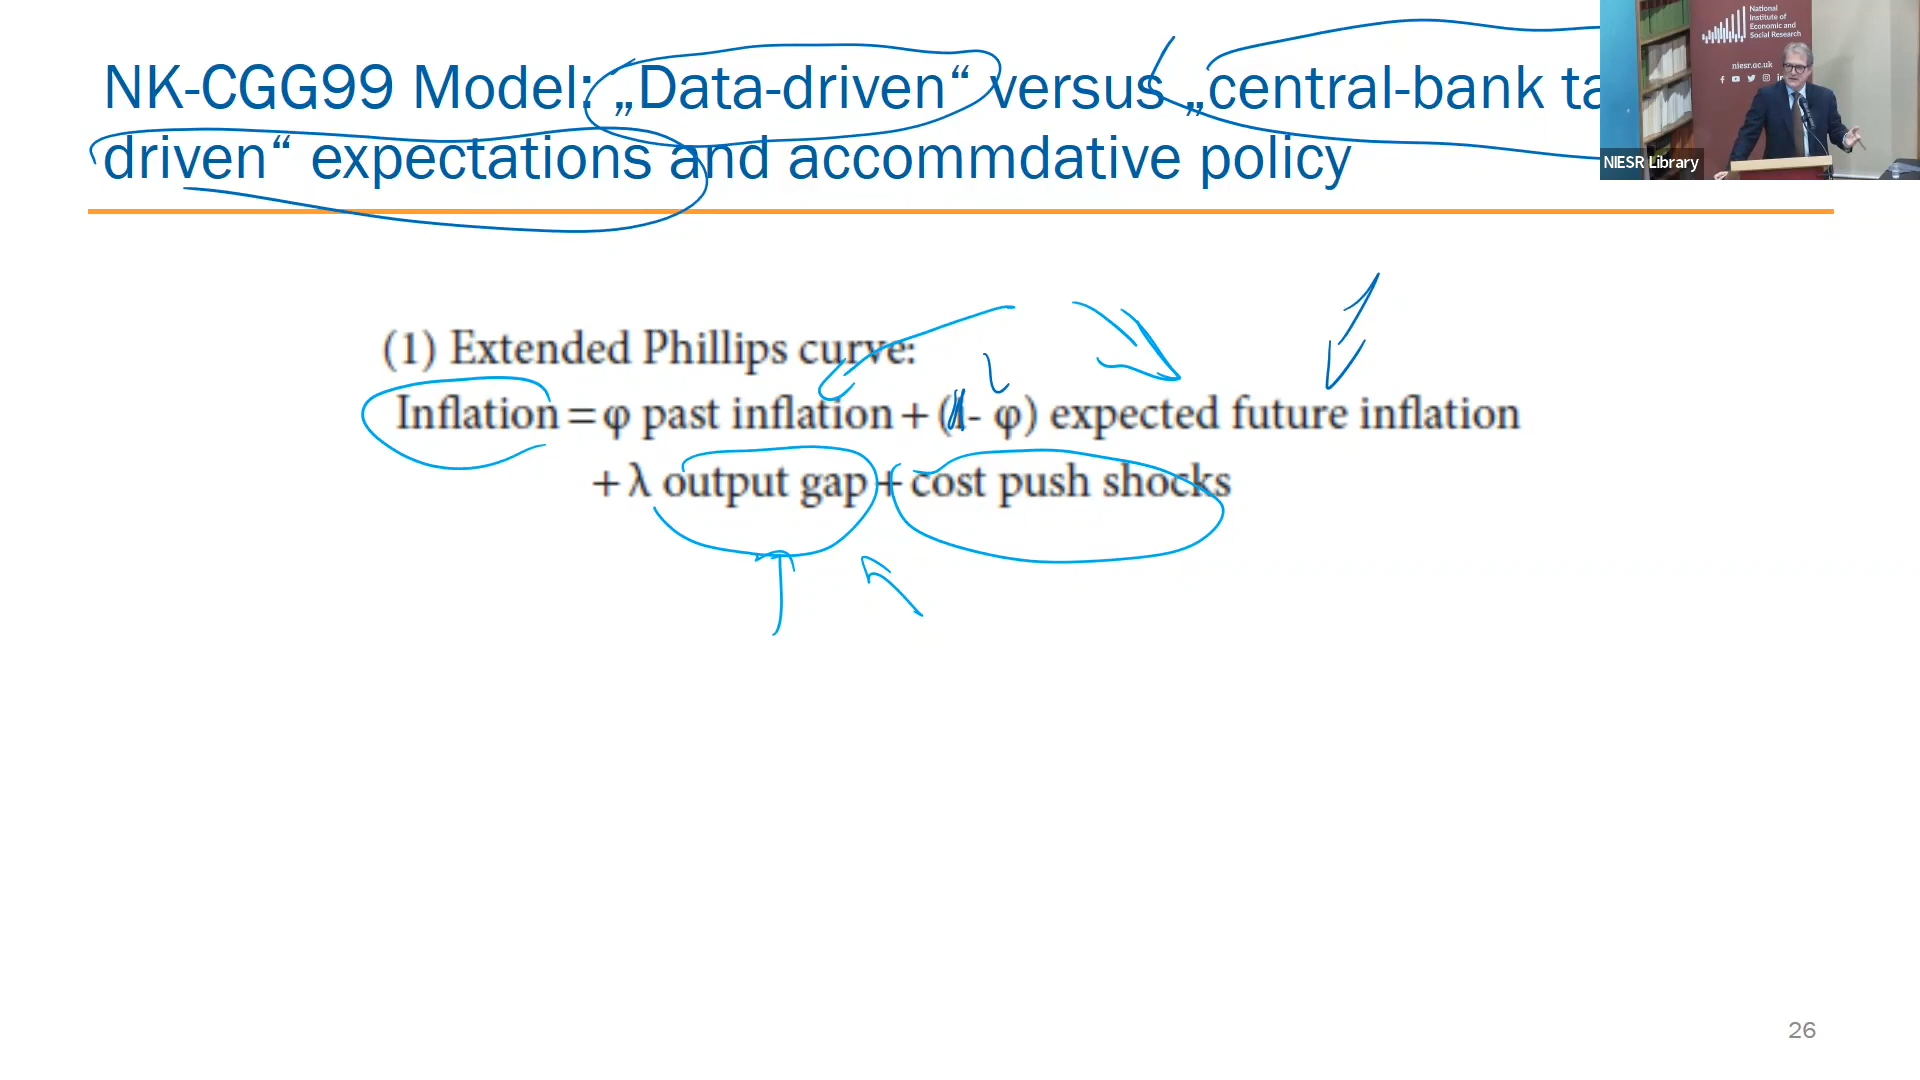 NK-CGG99 Model: „Data-driven“ versus „central-bank ta
driven“ expectations and accommdative policy
National
Institute of
Economic and
Social Research
niesr.ac.uk
NIESR Library
(1) Extended Phillips curve:
Inflation = φ past inflation + (1- φ) expected future inflation
+ λ output gap + cost push shocks
26